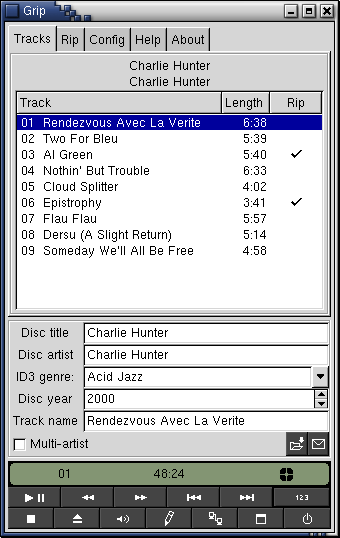 Grip
Tracks Rip Config Help About
Charlie Hunter
Charlie Hunter
Track Length Rip
01 Rendezvous Avec La Verite 6:38
02 Two For Bleu 5:39
03 Al Green 5:40
04 Nothin' But Trouble 6:33
05 Cloud Splitter 4:02
06 Epistrophy 3:41
07 Flau Flau 5:57
08 Dersu (A Slight Return) 5:14
09 Someday We'll All Be Free 4:58
Disc title Charlie Hunter
Disc artist Charlie Hunter
ID3 genre: Acid Jazz
Disc year 2000
Track name Rendezvous Avec La Verite
Multi-artist
01 48:24
123